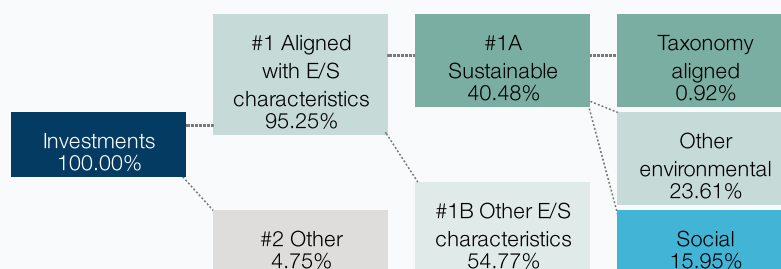 Investments
100.00%
#1 Aligned
with E/S
characteristics
95.25%
#2 Other
4.75%
#1A
Sustainable
40.48%
#1B Other E/S
characteristics
54.77%
Taxonomy
aligned
0.92%
Other
environmental
23.61%
Social
15.95%